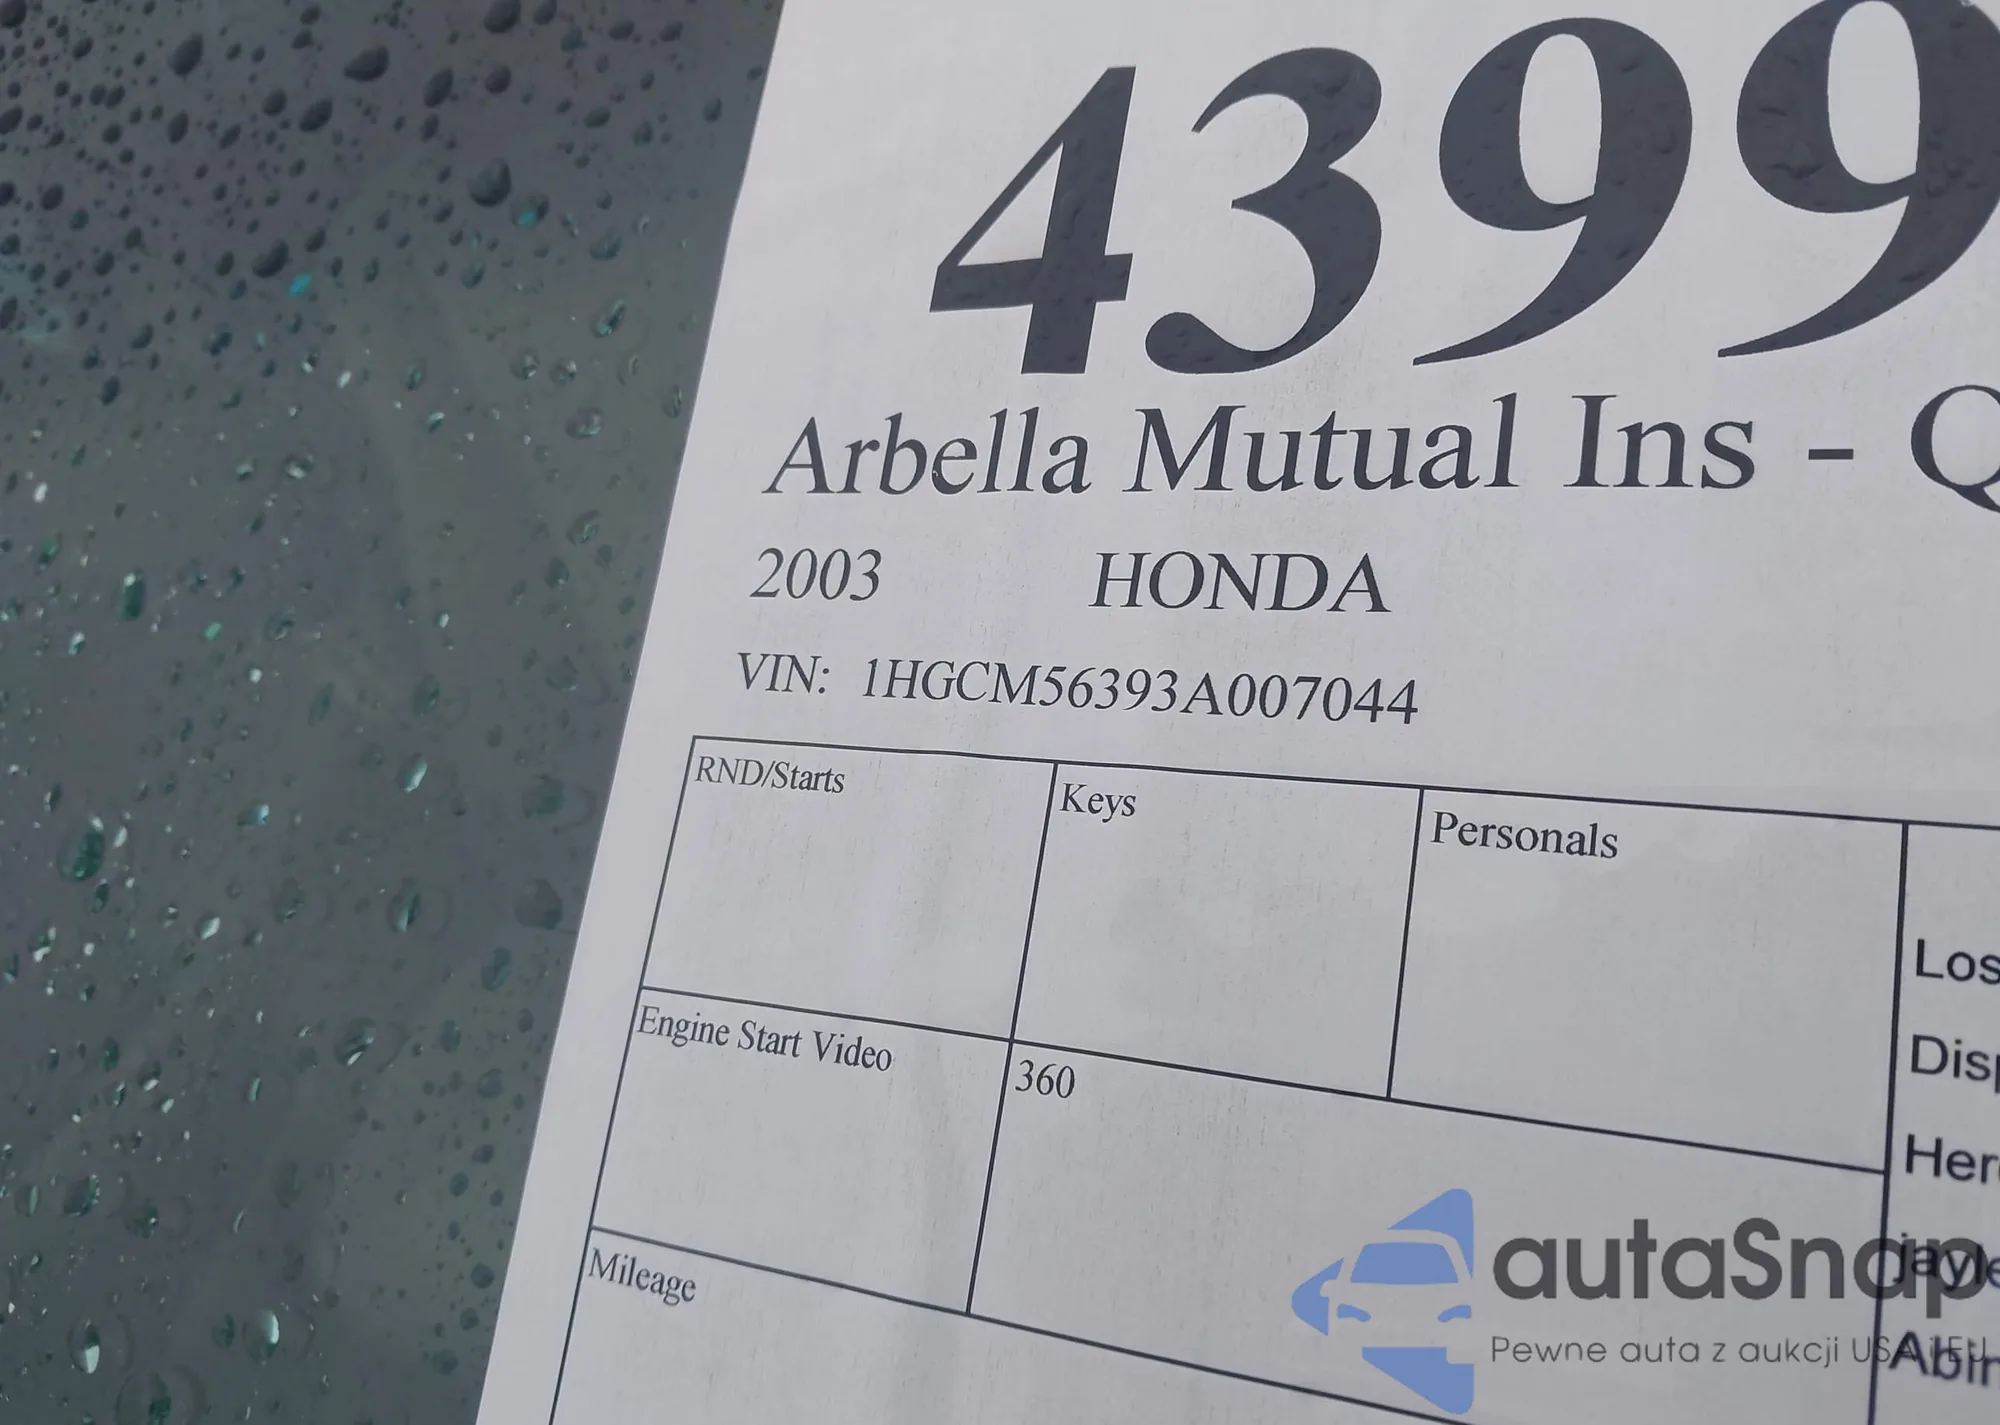 4399
Arbella Mutual Ins - Q
2003 HONDA
VIN: 1HGCM56393A007044
RND/Starts Keys Personals
Engine Start Video 360
Mileage
autaSnap
Pewne auta z aukcji USA i EU